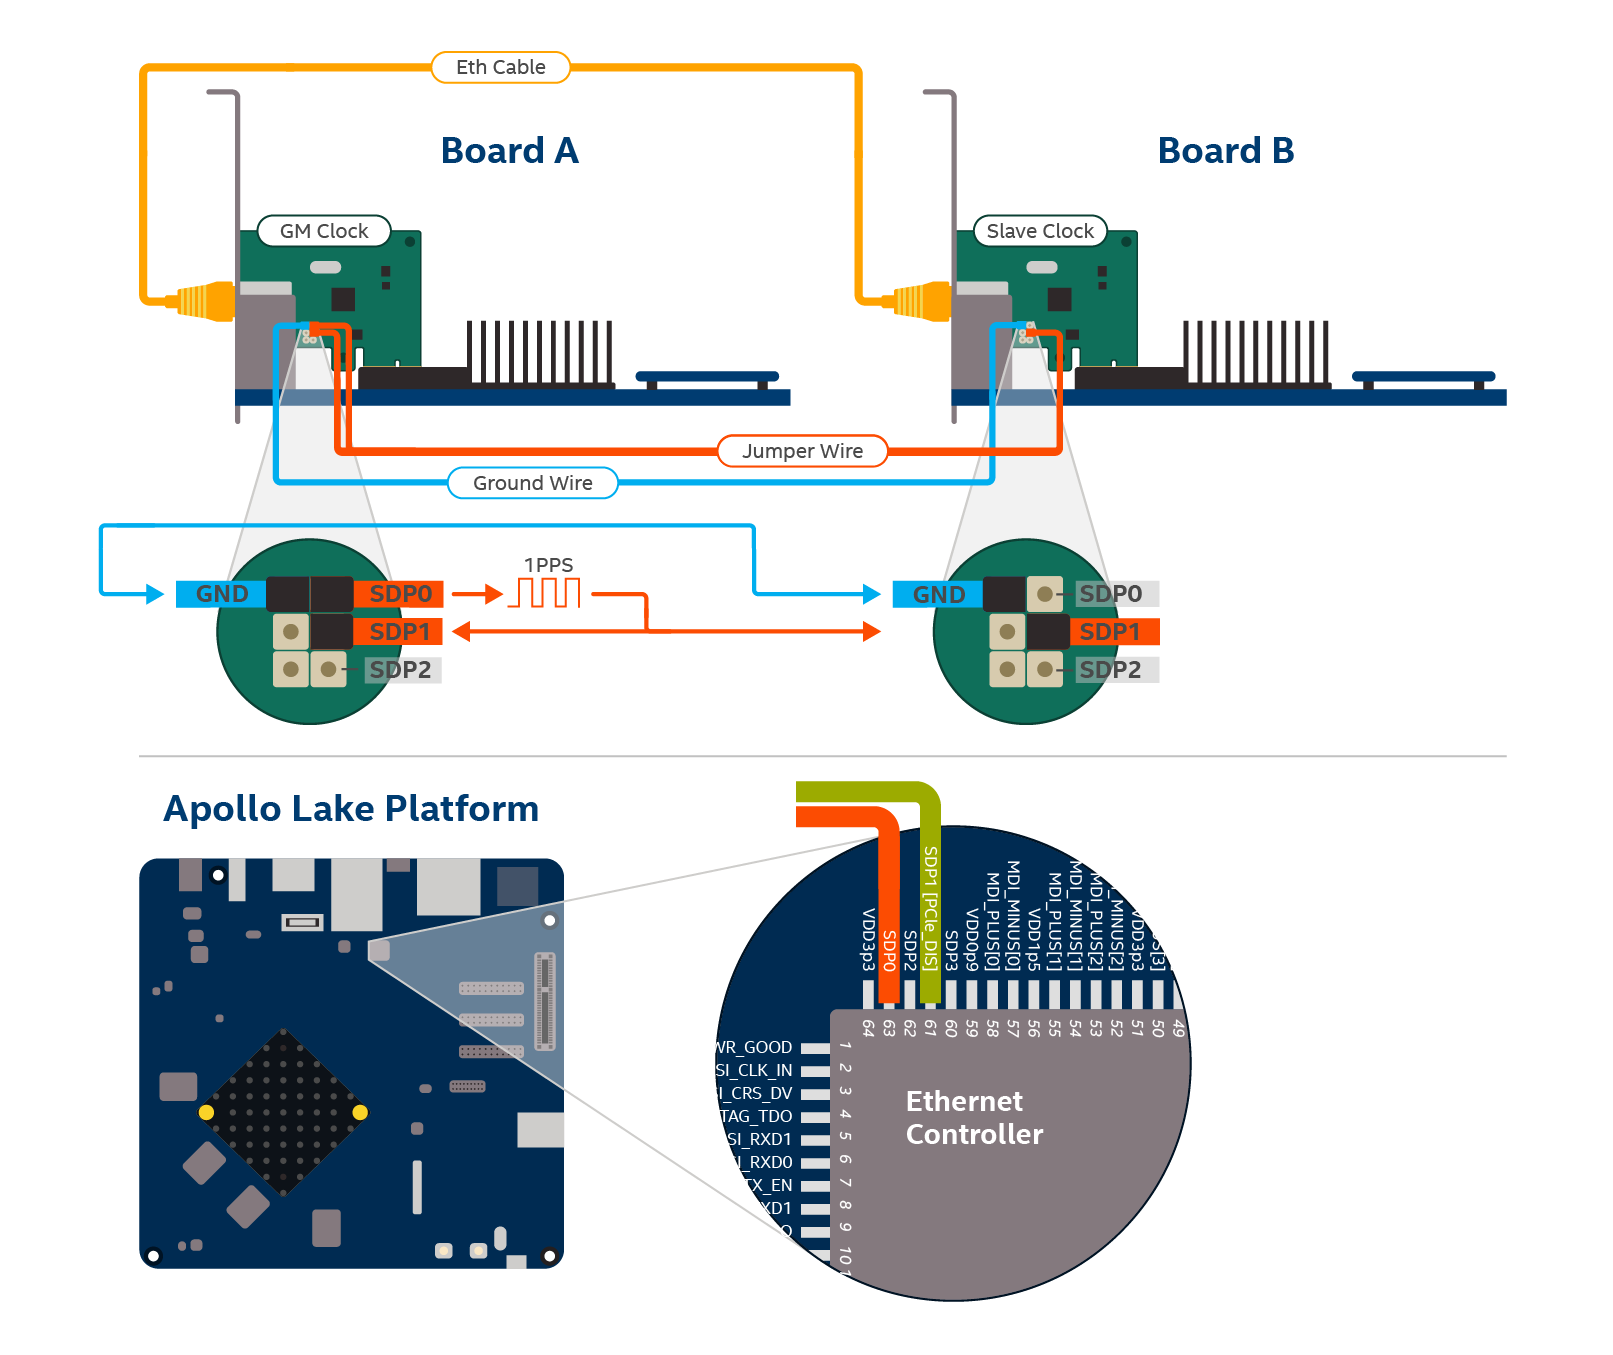 Eth Cable
Board A
Board B
GM Clock
Slave Clock
Jumper Wire
Ground Wire
1PPS
GND
SDP0
SDP1
SDP2
GND
SDP0
SDP1
SDP2
Apollo Lake Platform
VDD3p3
SDP0
SDP2
SDP1 [PCIe_DIS]
SDP3
VDD0p9
MDI_PLUS[0]
MDI_MINUS[0]
VDD1p5
MDI_PLUS[1]
MDI_MINUS[1]
MDI_PLUS[2]
_MINUS[2]
VDD3p3
S[3]
64
63
62
61
60
59
58
57
56
55
54
53
52
51
50
49
WR_GOOD
SI_CLK_IN
SI_CRS_DV
TAG_TDO
SI_RXD1
SI_RXD0
TX_EN
XD1
1
2
3
4
5
6
7
8
9
10
Ethernet
Controller